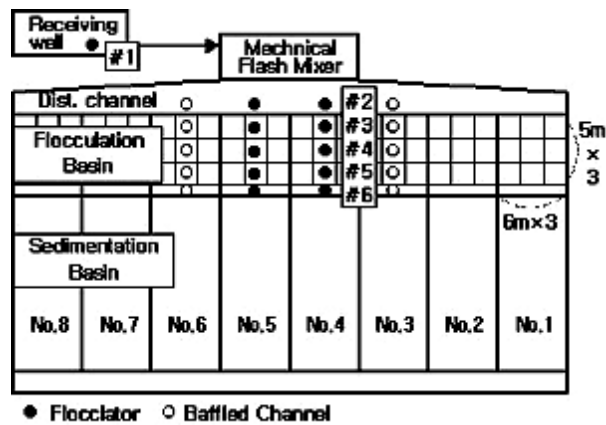 Receiving
well
#1
Mechnical
Flash Mixer
Dist. channel
#2
#3
#4
#5
#6
Flocculation
Basin
5m
×
3
6m×3
Sedimentation
Basin
No.8 No.7 No.6 No.5 No.4 No.3 No.2 No.1
● Flocclator ○ Baffled Channel